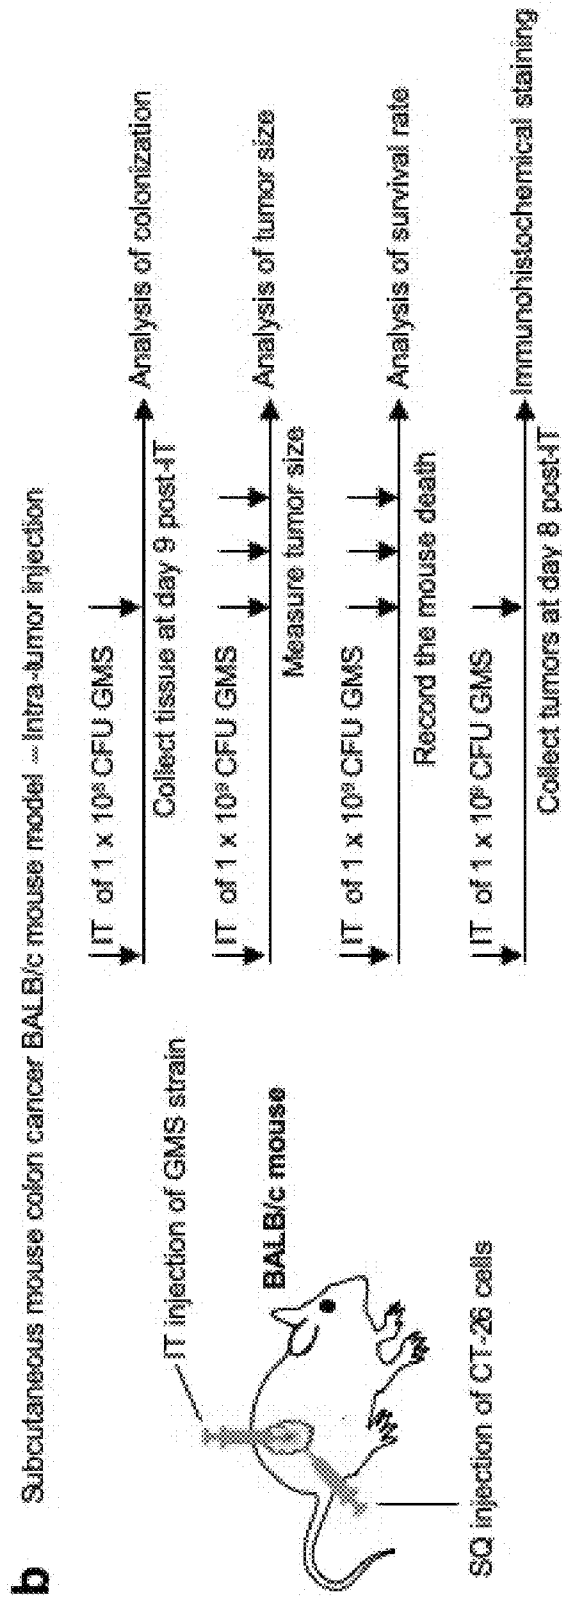 b
Subcutaneous mouse colon cancer BALB/c mouse model – Intra-tumor injection
IT injection of GMS strain
BALB/c mouse
SQ injection of CT-26 cells
IT of 1 x 10⁸ CFU GMS
Analysis of colonization
Collect tissue at day 9 post-IT
IT of 1 x 10⁸ CFU GMS
Analysis of tumor size
Measure tumor size
IT of 1 x 10⁸ CFU GMS
Analysis of survival rate
Record the mouse death
IT of 1 x 10⁸ CFU GMS
Immunohistochemical staining
Collect tumors at day 8 post-IT